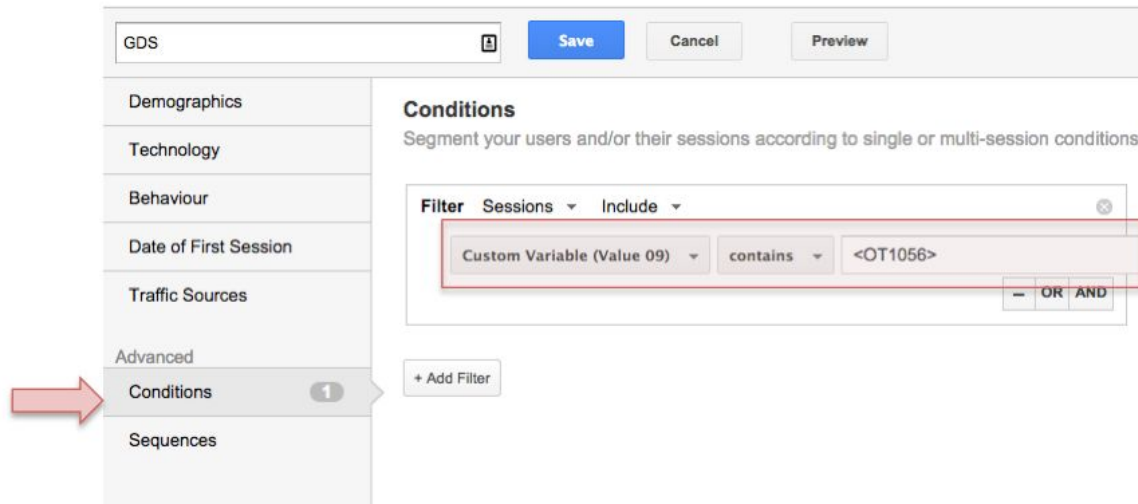 GDS Save Cancel Preview
Demographics
Technology
Behaviour
Date of First Session
Traffic Sources
Advanced
Conditions 1
Sequences
Conditions
Segment your users and/or their sessions according to single or multi-session conditions
Filter Sessions Include
Custom Variable (Value 09) contains <OT1056>
– OR AND
+ Add Filter